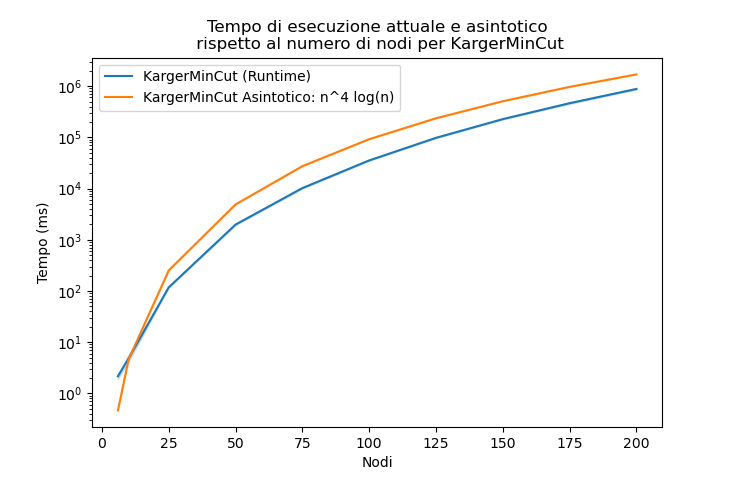 Tempo di esecuzione attuale e asintotico
rispetto al numero di nodi per KargerMinCut
KargerMinCut (Runtime)
KargerMinCut Asintotico: n^4 log(n)
Tempo (ms)
10^6
10^5
10^4
10^3
10^2
10^1
10^0
0 25 50 75 100 125 150 175 200
Nodi